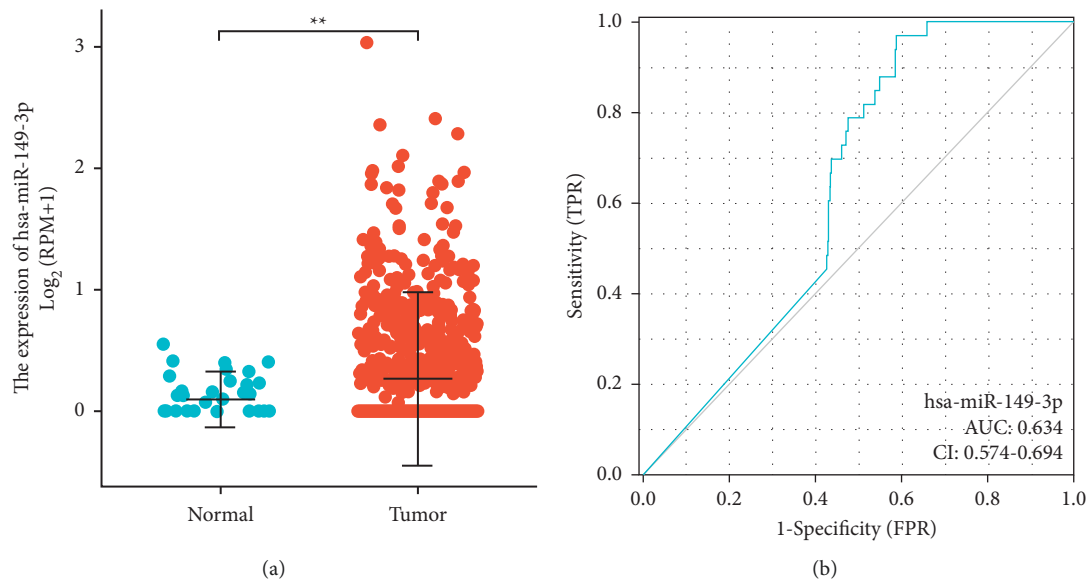 **
The expression of hsa-miR-149-3p
Log2 (RPM+1)
3
2
1
0
Normal
Tumor
(a)
Sensitivity (TPR)
1.0
0.8
0.6
0.4
0.2
0.0
hsa-miR-149-3p
AUC: 0.634
CI: 0.574-0.694
0.0 0.2 0.4 0.6 0.8 1.0
1-Specificity (FPR)
(b)